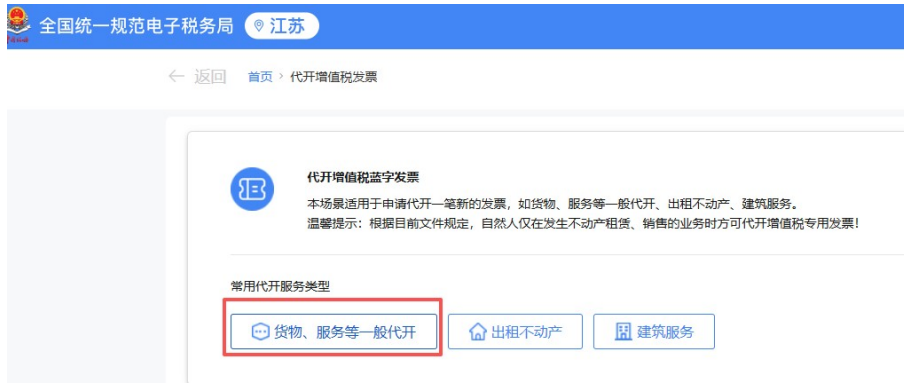 全国统一规范电子税务局 江苏
← 返回 首页 › 代开增值税发票
代开增值税蓝字发票
本场景适用于申请代开一笔新的发票，如货物、服务等一般代开、出租不动产、建筑服务。
温馨提示：根据目前文件规定，自然人仅在发生不动产租赁、销售的业务时方可代开增值税专用发票！
常用代开服务类型
货物、服务等一般代开 出租不动产 建筑服务